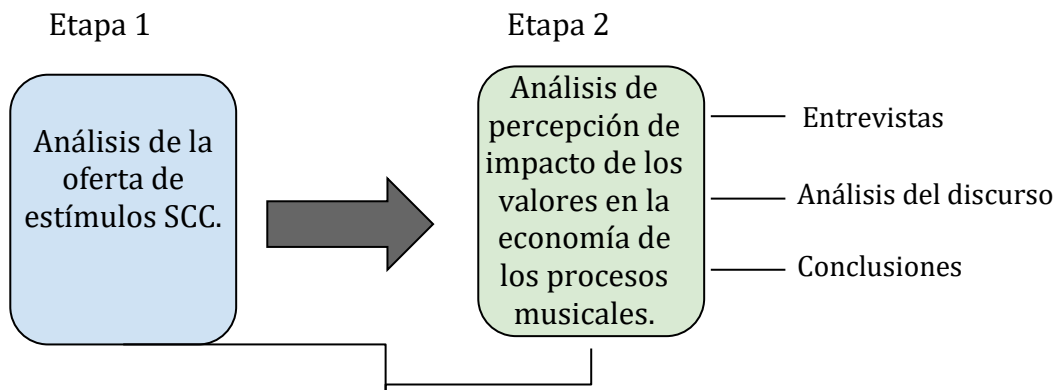 Etapa 1
Etapa 2
Análisis de la
oferta de
estímulos SCC.
Análisis de
percepción de
impacto de los
valores en la
economía de
los procesos
musicales.
Entrevistas
Análisis del discurso
Conclusiones